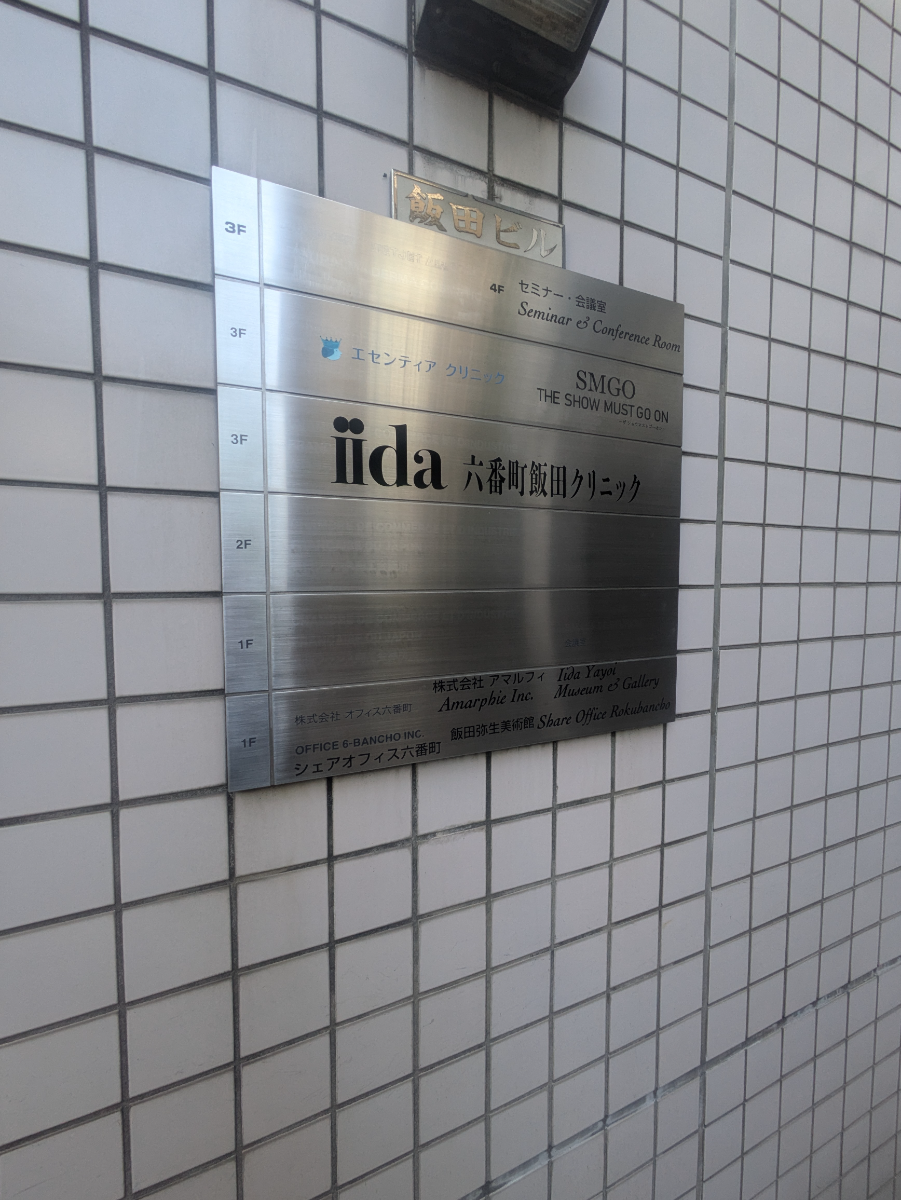 飯田ビル
3F
4F セミナー・会議室
Seminar & Conference Room
3F
エセンティア クリニック
SMGO
THE SHOW MUST GO ON
3F
iida 六番町飯田クリニック
2F
1F
1F
株式会社 オフィス六番町
OFFICE 6-BANCHO INC.
シェアオフィス六番町
株式会社 アマルフィ
Amarphie Inc.
Iida Yayoi
Museum & Gallery
飯田弥生美術館
Share Office Rokubancho